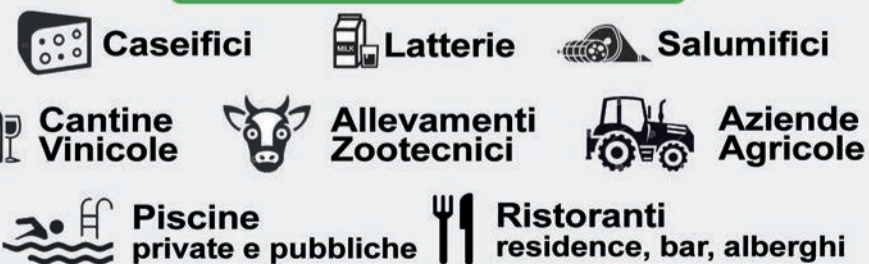 Caseifici
Latterie
Salumifici
Cantine
Vinicole
Allevamenti
Zootecnici
Aziende
Agricole
Piscine
private e pubbliche
Ristoranti
residence, bar, alberghi
MILK